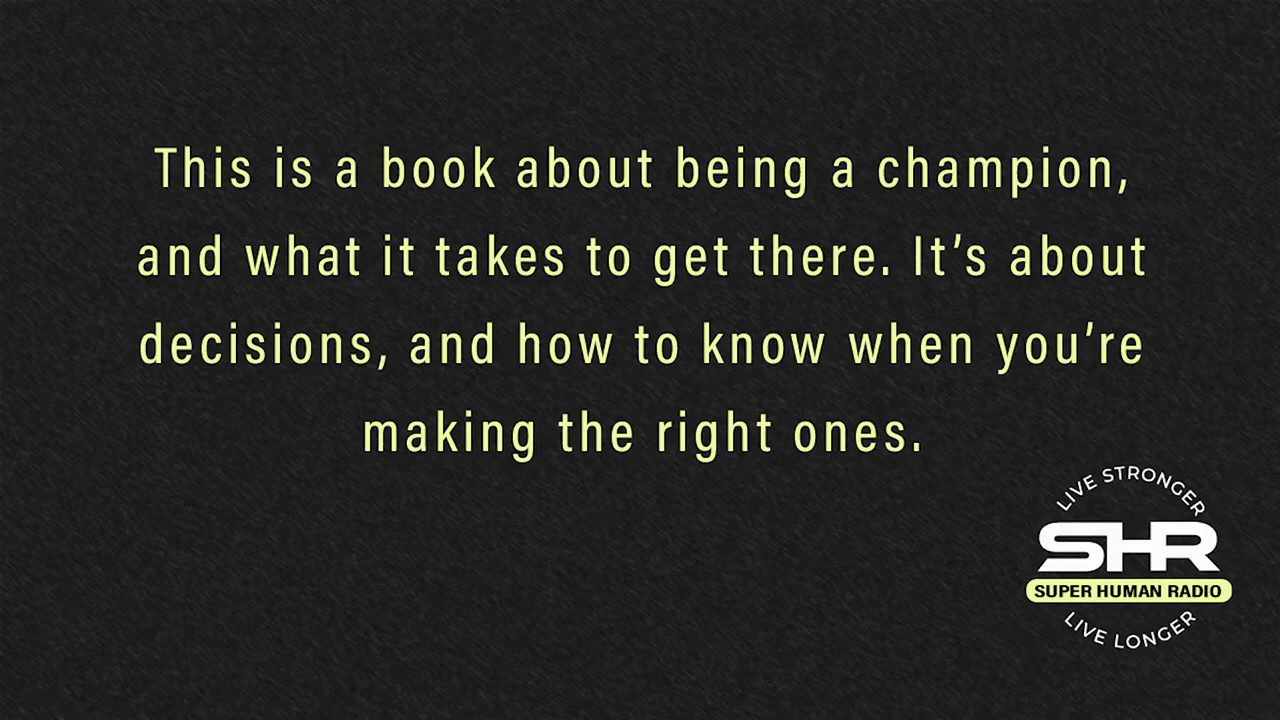 This is a book about being a champion,
and what it takes to get there. It’s about
decisions, and how to know when you’re
making the right ones.
LIVE STRONGER
SHR
SUPER HUMAN RADIO
LIVE LONGER